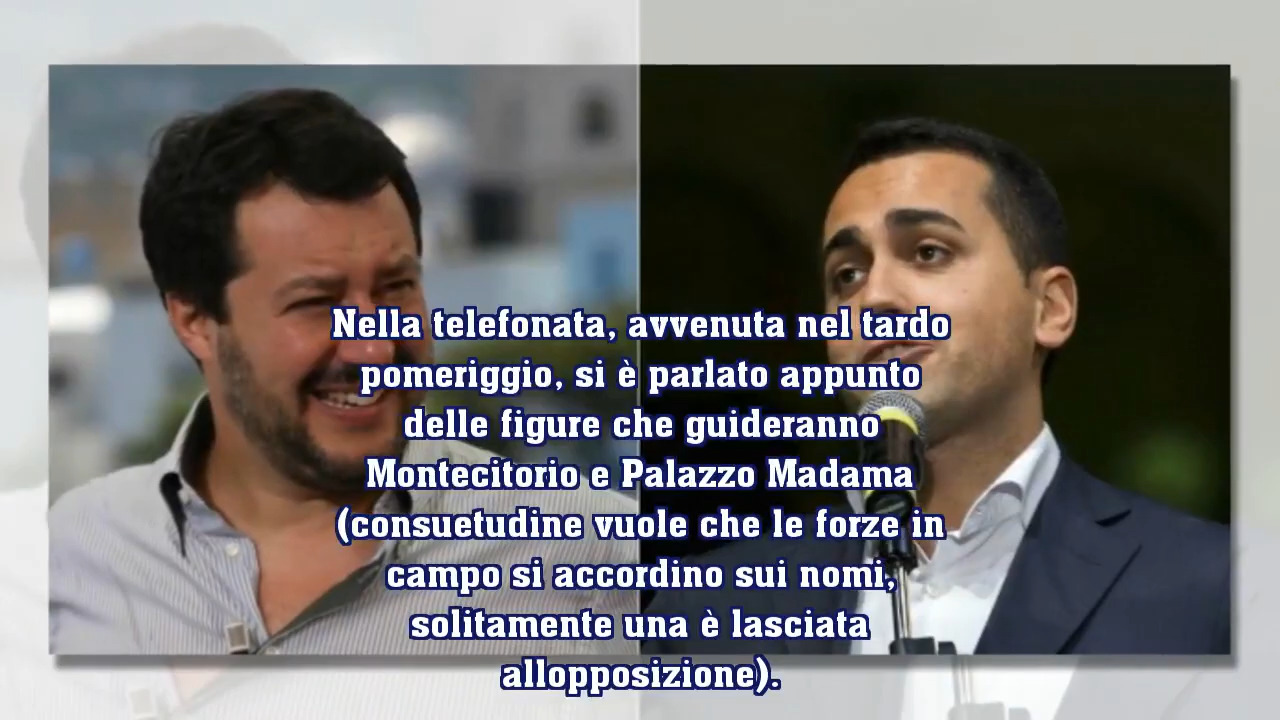 Nella telefonata, avvenuta nel tardo
pomeriggio, si è parlato appunto
delle figure che guideranno
Montecitorio e Palazzo Madama
(consuetudine vuole che le forze in
campo si accordino sui nomi,
solitamente una è lasciata
allopposizione).